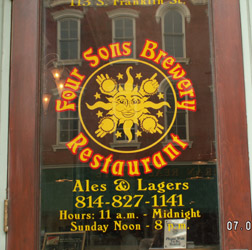 113 S. Franklin St.
Four Sons Brewery
Restaurant
Ales & Lagers
814-827-1141
Hours: 11 a.m. - Midnight
Sunday Noon - 8 p.m.
07.0